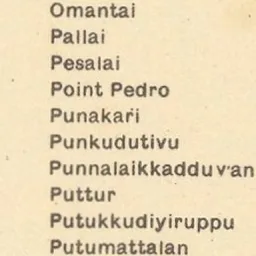 Omantai
Pallai
Pesalai
Point Pedro
Punakari
Punkudutivu
Punnalaikkadduvan
Puttur
Putukkudiyiruppu
Putumattalan